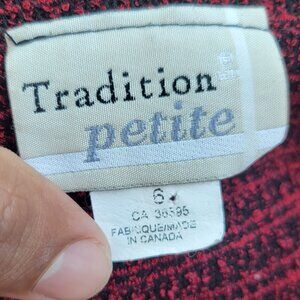 Tradition
petite
6
CA 36595
FABRIQUE/MADE
IN CANADA